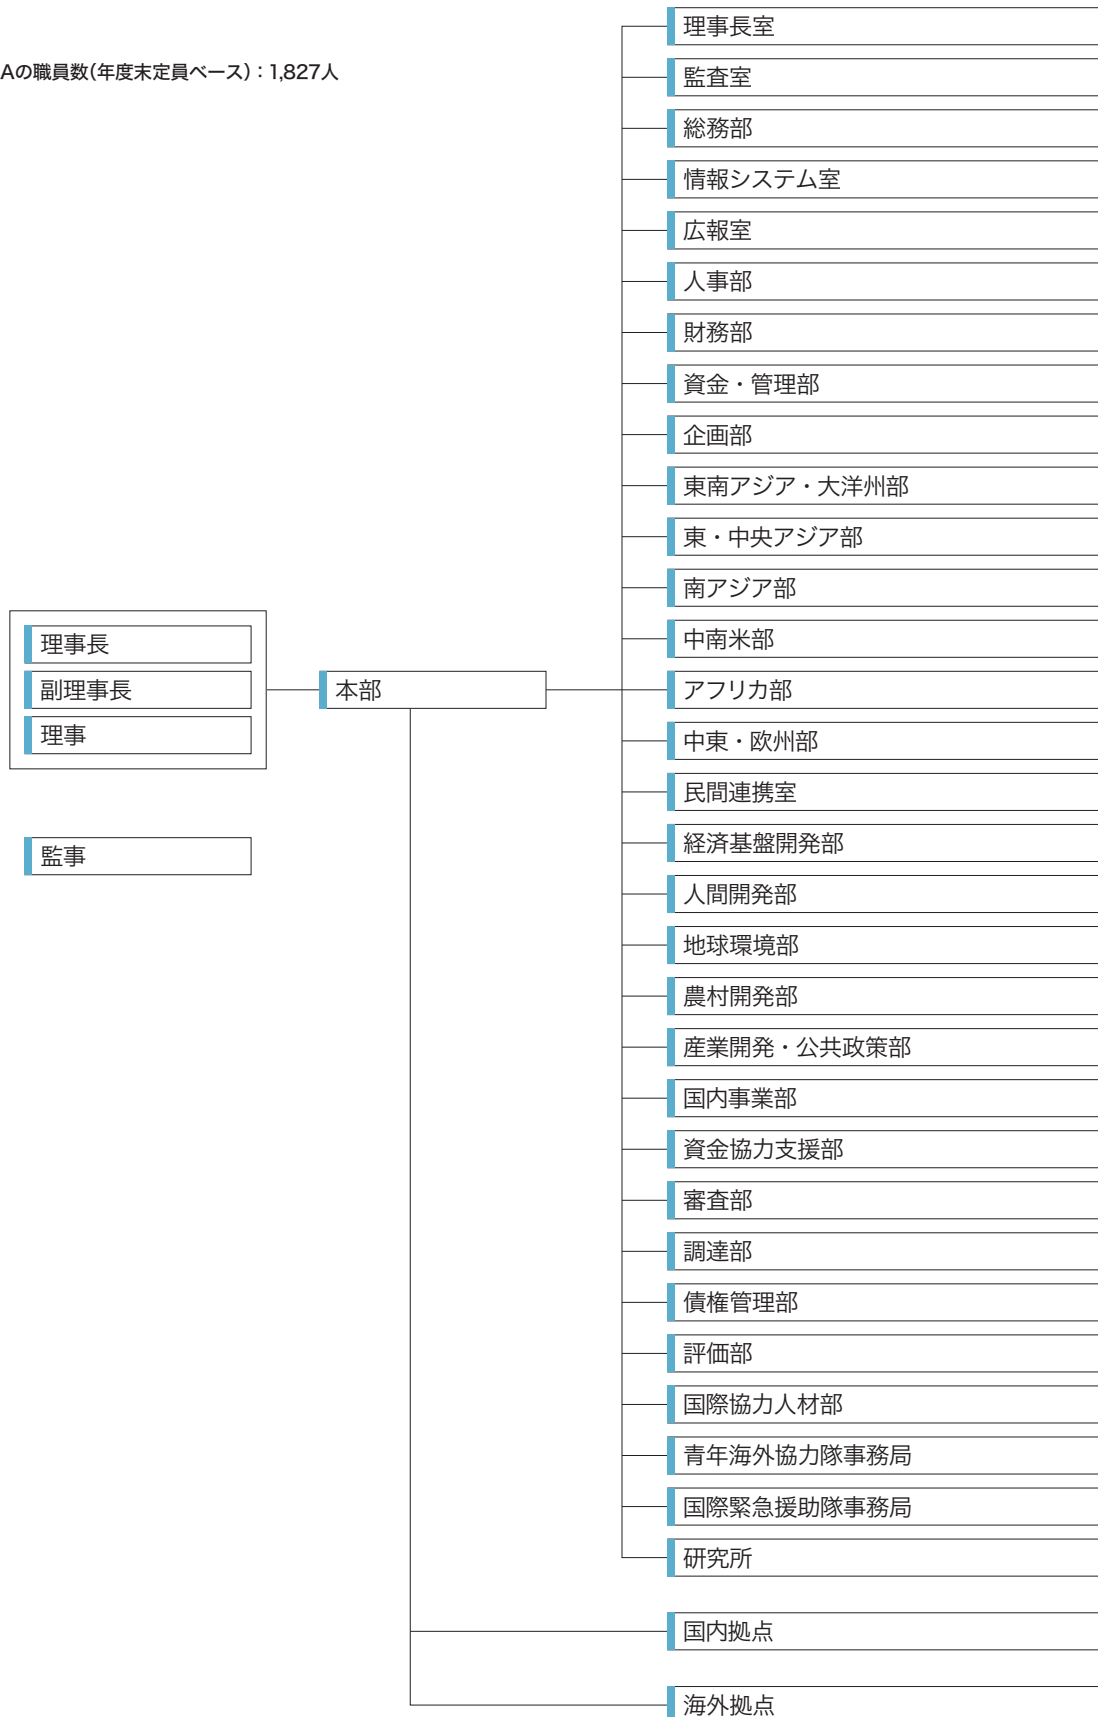 Aの職員数(年度末定員ベース):1,827人
理事長
副理事長
理事
監事
本部
理事長室
監査室
総務部
情報システム室
広報室
人事部
財務部
資金・管理部
企画部
東南アジア・大洋州部
東・中央アジア部
南アジア部
中南米部
アフリカ部
中東・欧州部
民間連携室
経済基盤開発部
人間開発部
地球環境部
農村開発部
産業開発・公共政策部
国内事業部
資金協力支援部
審査部
調達部
債権管理部
評価部
国際協力人材部
青年海外協力隊事務局
国際緊急援助隊事務局
研究所
国内拠点
海外拠点